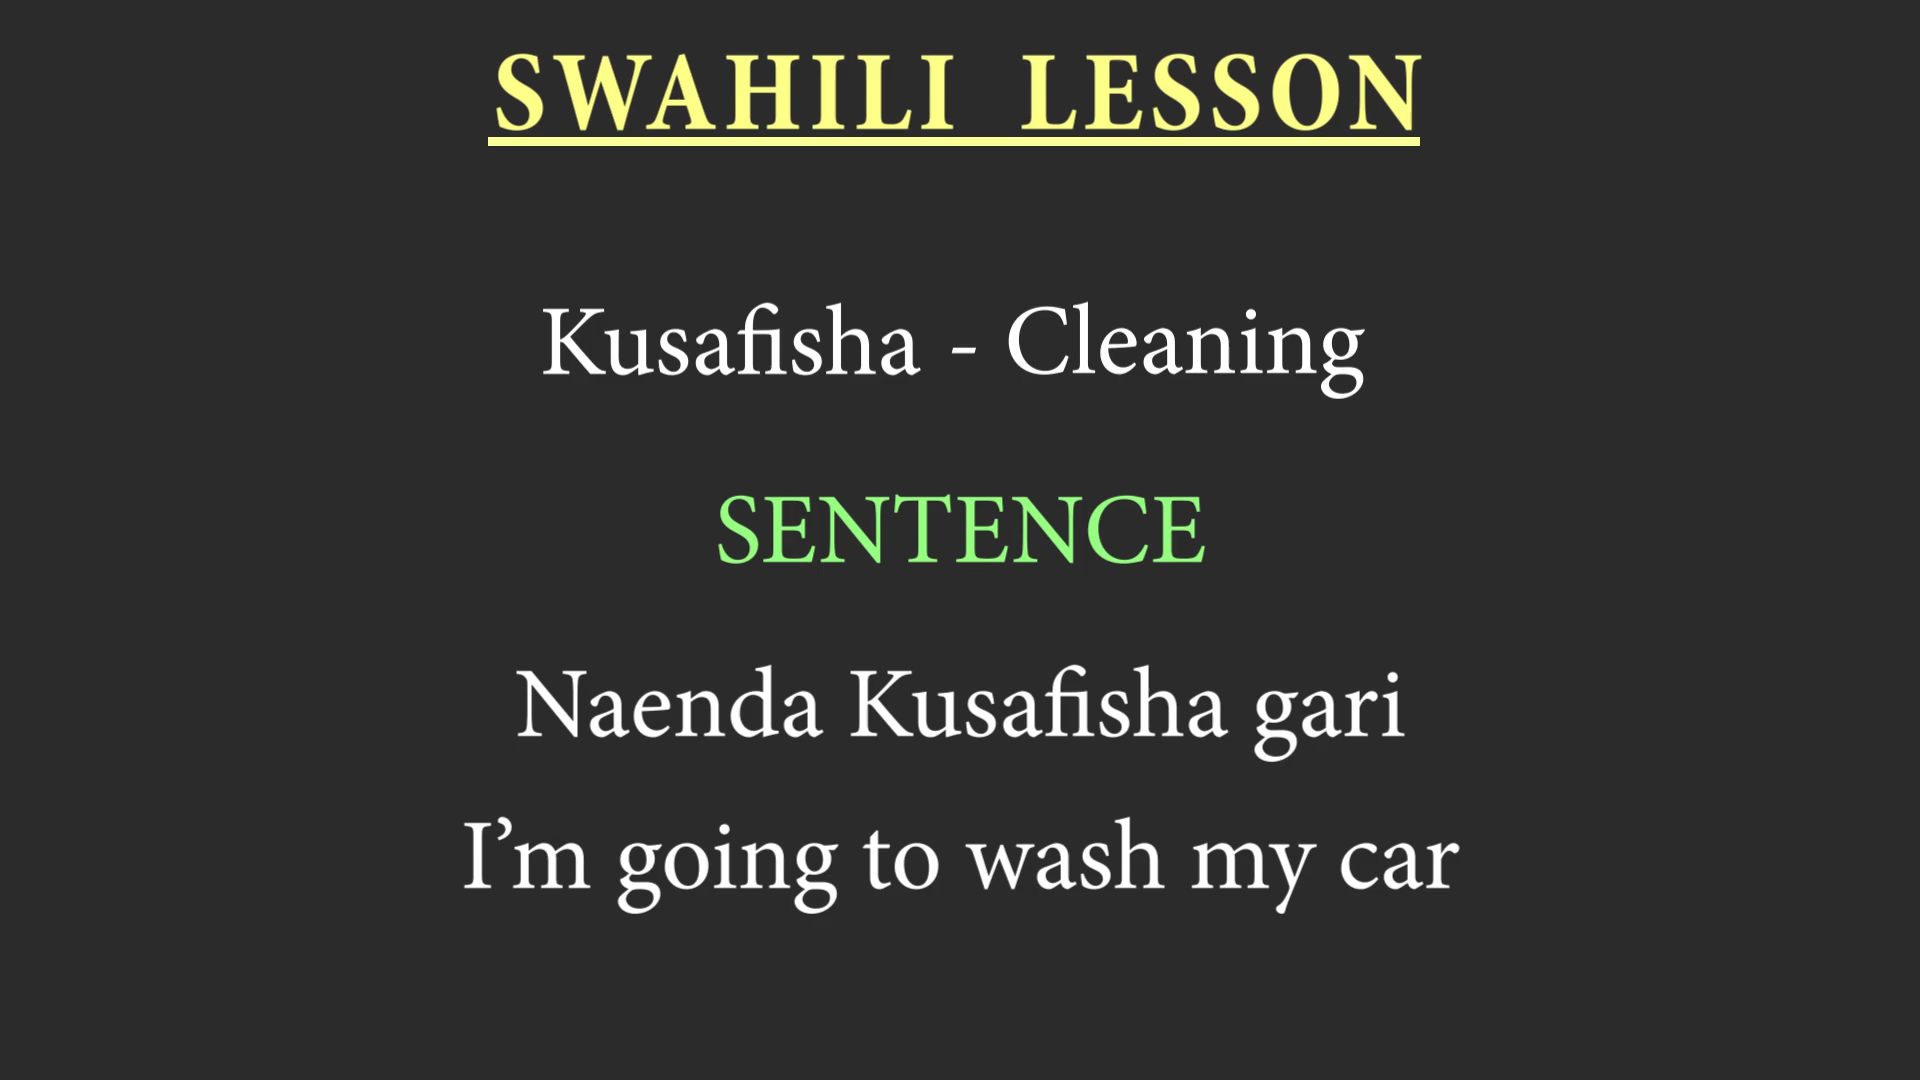 SWAHILI LESSON
Kusafisha - Cleaning
SENTENCE
Naenda Kusafisha gari
I’m going to wash my car